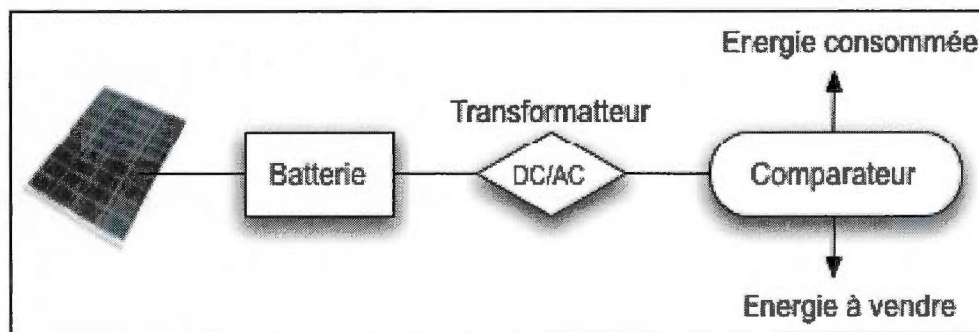 Energie consommée
Transformatteur
Batterie
DC/AC
Comparateur
Energie à vendre